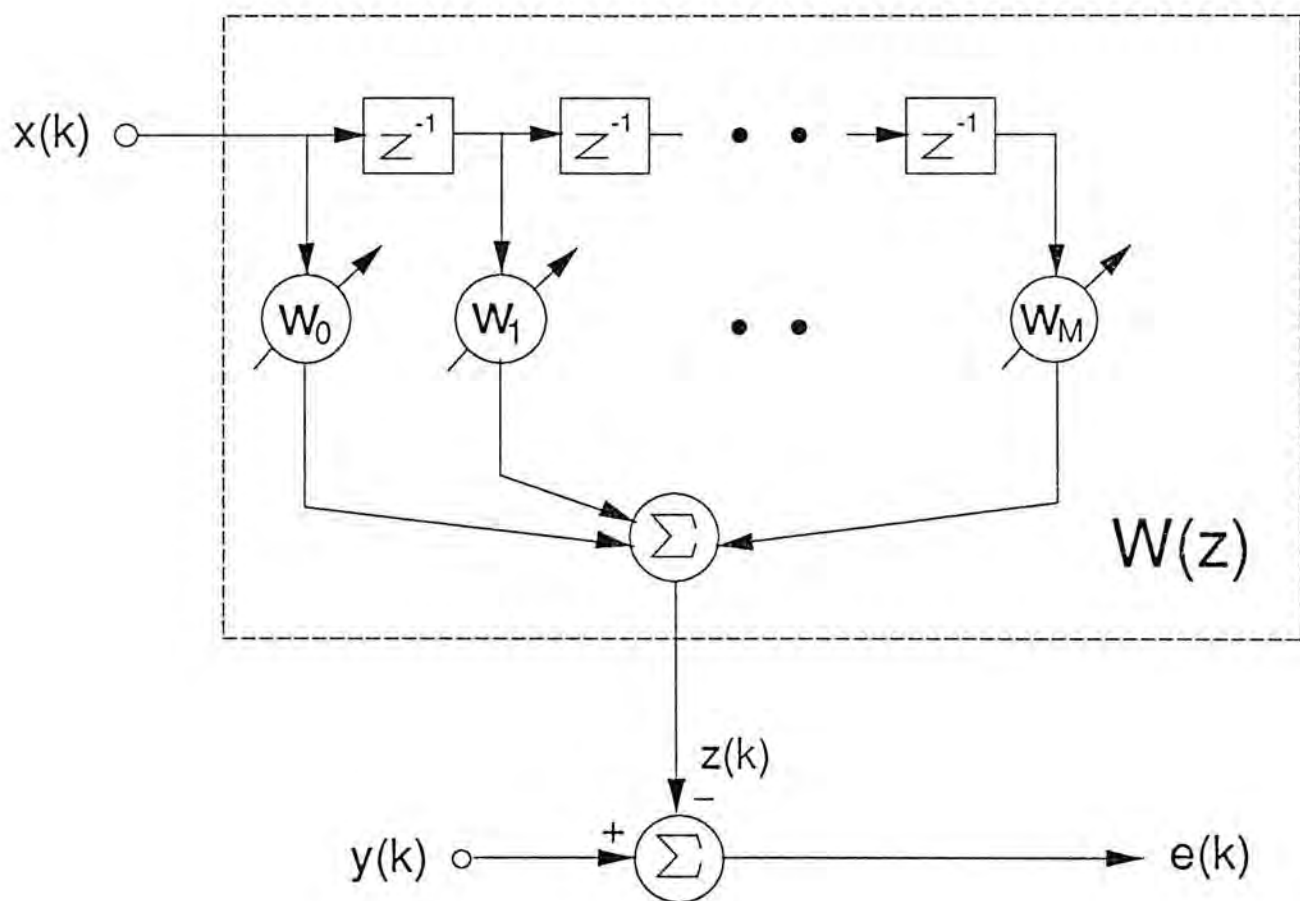 x(k)
z⁻¹
z⁻¹
z⁻¹
W₀
W₁
W_M
Σ
W(z)
z(k)
−
+
y(k)
Σ
e(k)